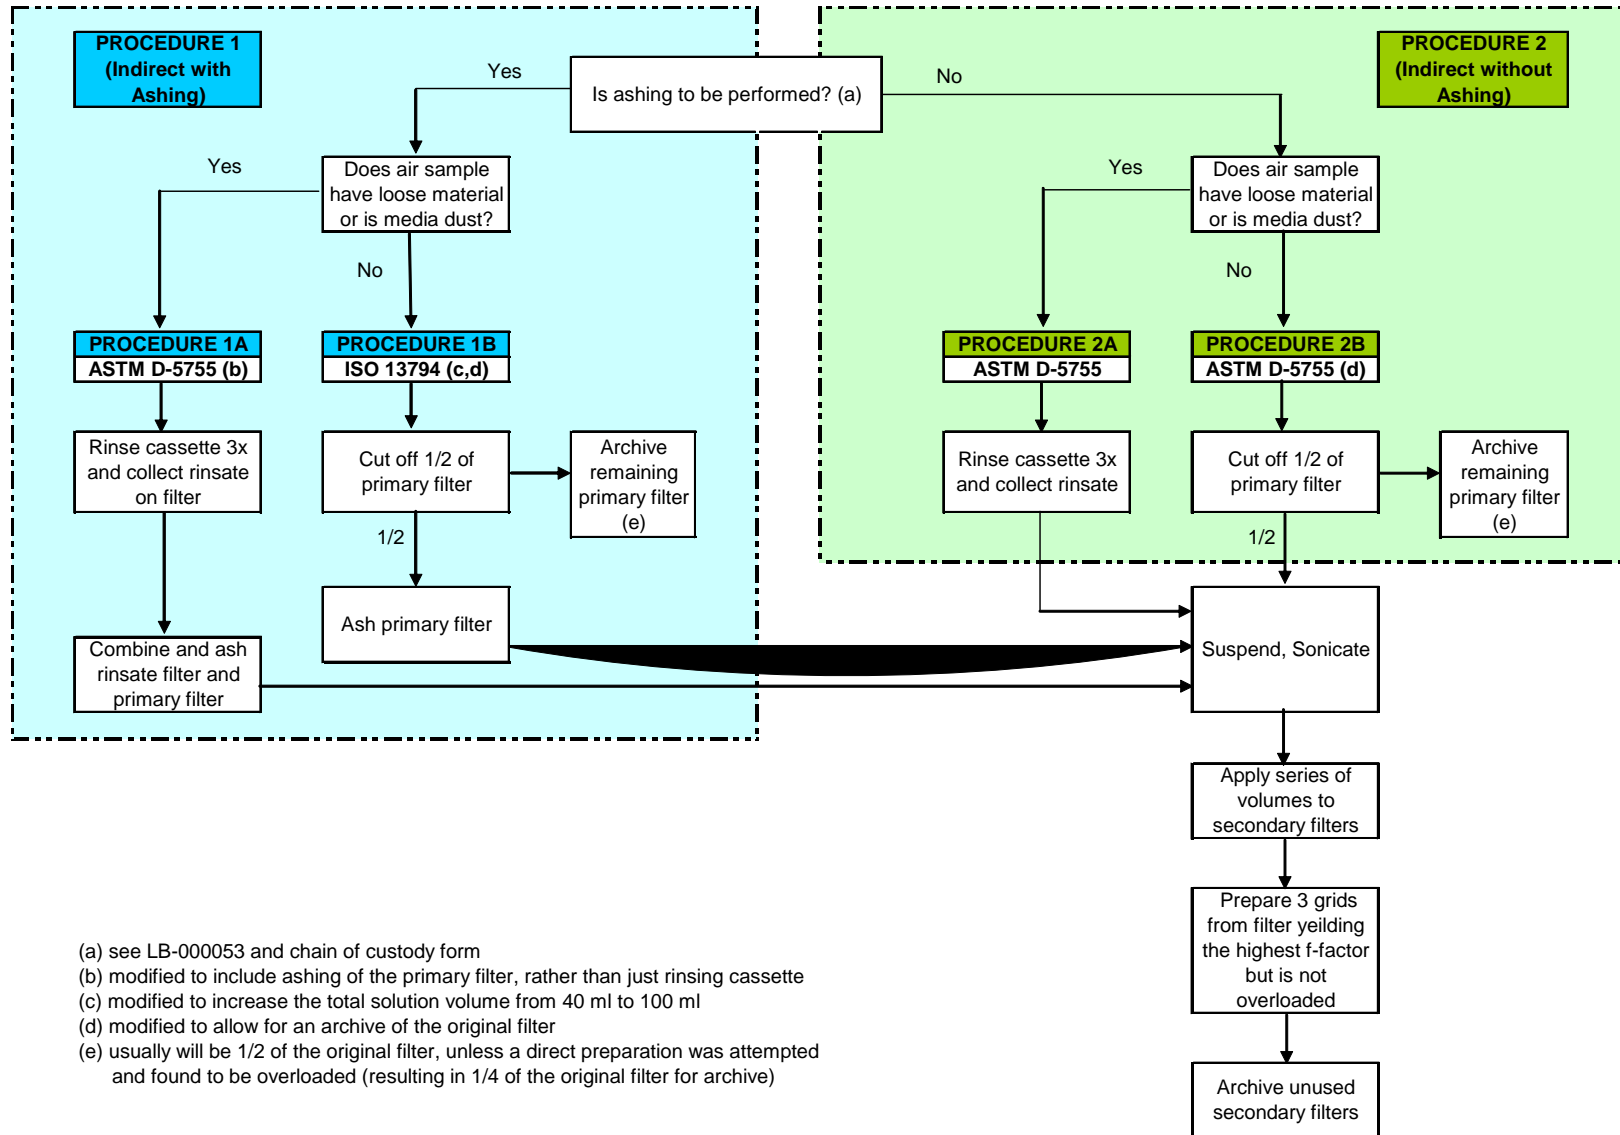 PROCEDURE 1
(Indirect with
Ashing)
Yes
Is ashing to be performed? (a)
No
PROCEDURE 2
(Indirect without
Ashing)
Yes
Does air sample
have loose material
or is media dust?
No
Yes
Does air sample
have loose material
or is media dust?
No
PROCEDURE 1A
ASTM D-5755 (b)
PROCEDURE 1B
ISO 13794 (c,d)
PROCEDURE 2A
ASTM D-5755
PROCEDURE 2B
ASTM D-5755 (d)
Rinse cassette 3x
and collect rinsate
on filter
Cut off 1/2 of
primary filter
Archive
remaining
primary filter
(e)
Rinse cassette 3x
and collect rinsate
Cut off 1/2 of
primary filter
Archive
remaining
primary filter
(e)
1/2
1/2
Ash primary filter
Combine and ash
rinsate filter and
primary filter
Suspend, Sonicate
Apply series of
volumes to
secondary filters
Prepare 3 grids
from filter yeilding
the highest f-factor
but is not
overloaded
Archive unused
secondary filters
(a) see LB-000053 and chain of custody form
(b) modified to include ashing of the primary filter, rather than just rinsing cassette
(c) modified to increase the total solution volume from 40 ml to 100 ml
(d) modified to allow for an archive of the original filter
(e) usually will be 1/2 of the original filter, unless a direct preparation was attempted
and found to be overloaded (resulting in 1/4 of the original filter for archive)